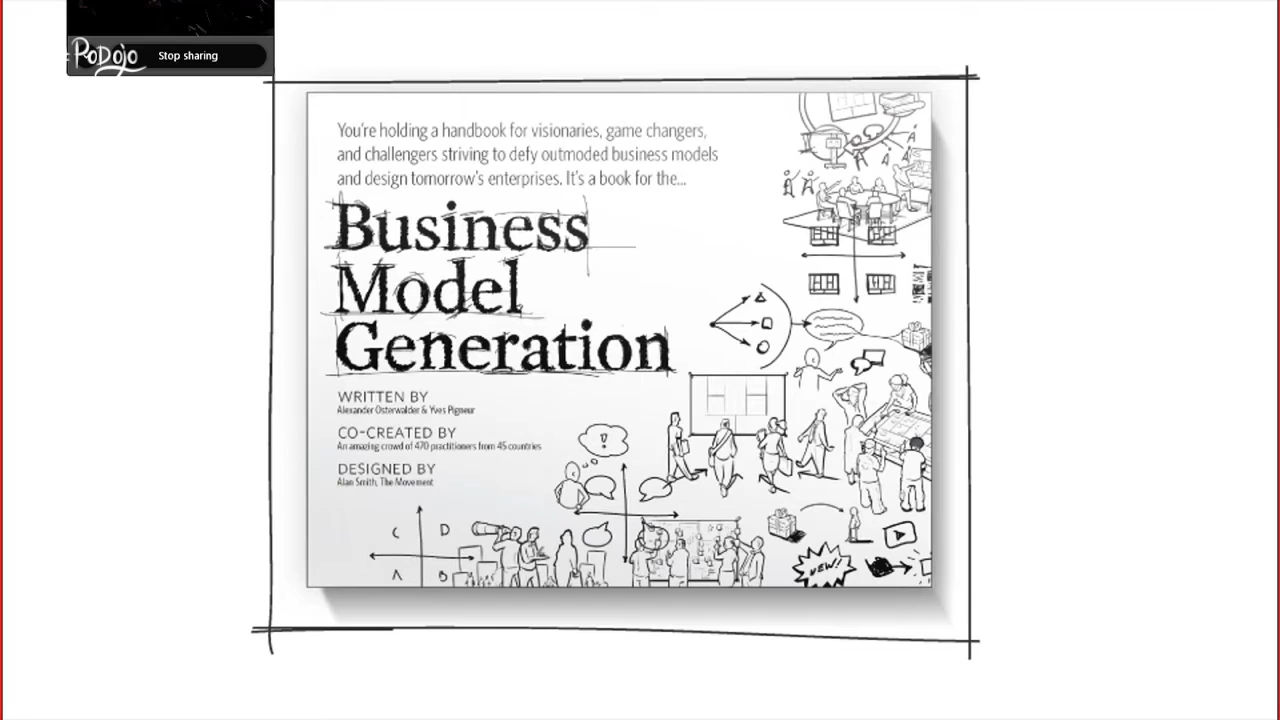 PODOJO
Stop sharing
You're holding a handbook for visionaries, game changers,
and challengers striving to defy outmoded business models
and design tomorrow's enterprises. It's a book for the...
Business
Model
Generation
WRITTEN BY
Alexander Osterwalder & Yves Pigneur
CO-CREATED BY
An amazing crowd of 470 practitioners from 45 countries
DESIGNED BY
Alan Smith, The Movement
!
C D
A B
NEW!